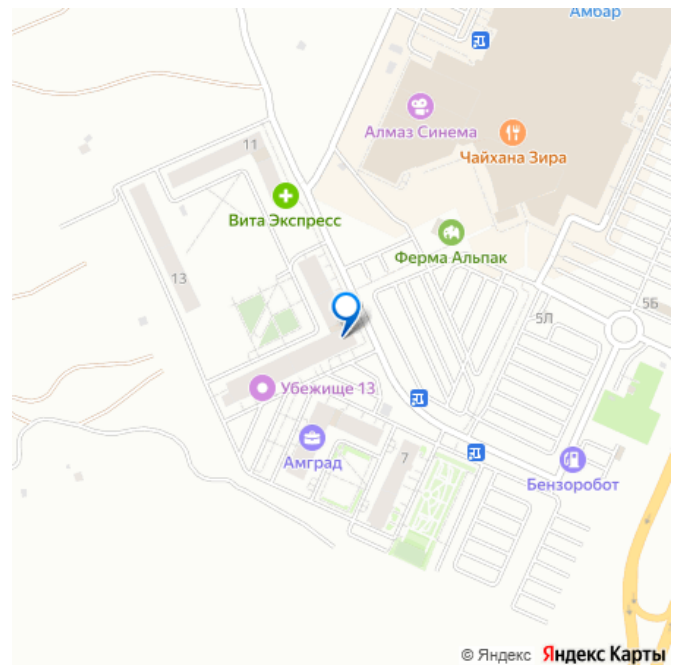 Амбар
Алмаз Синема
Чайхана Зира
11
Вита Экспресс
Ферма Альпак
13
5Л
5Б
Убежище 13
Амград
7
Бензоробот
© Яндекс Яндекс Карты